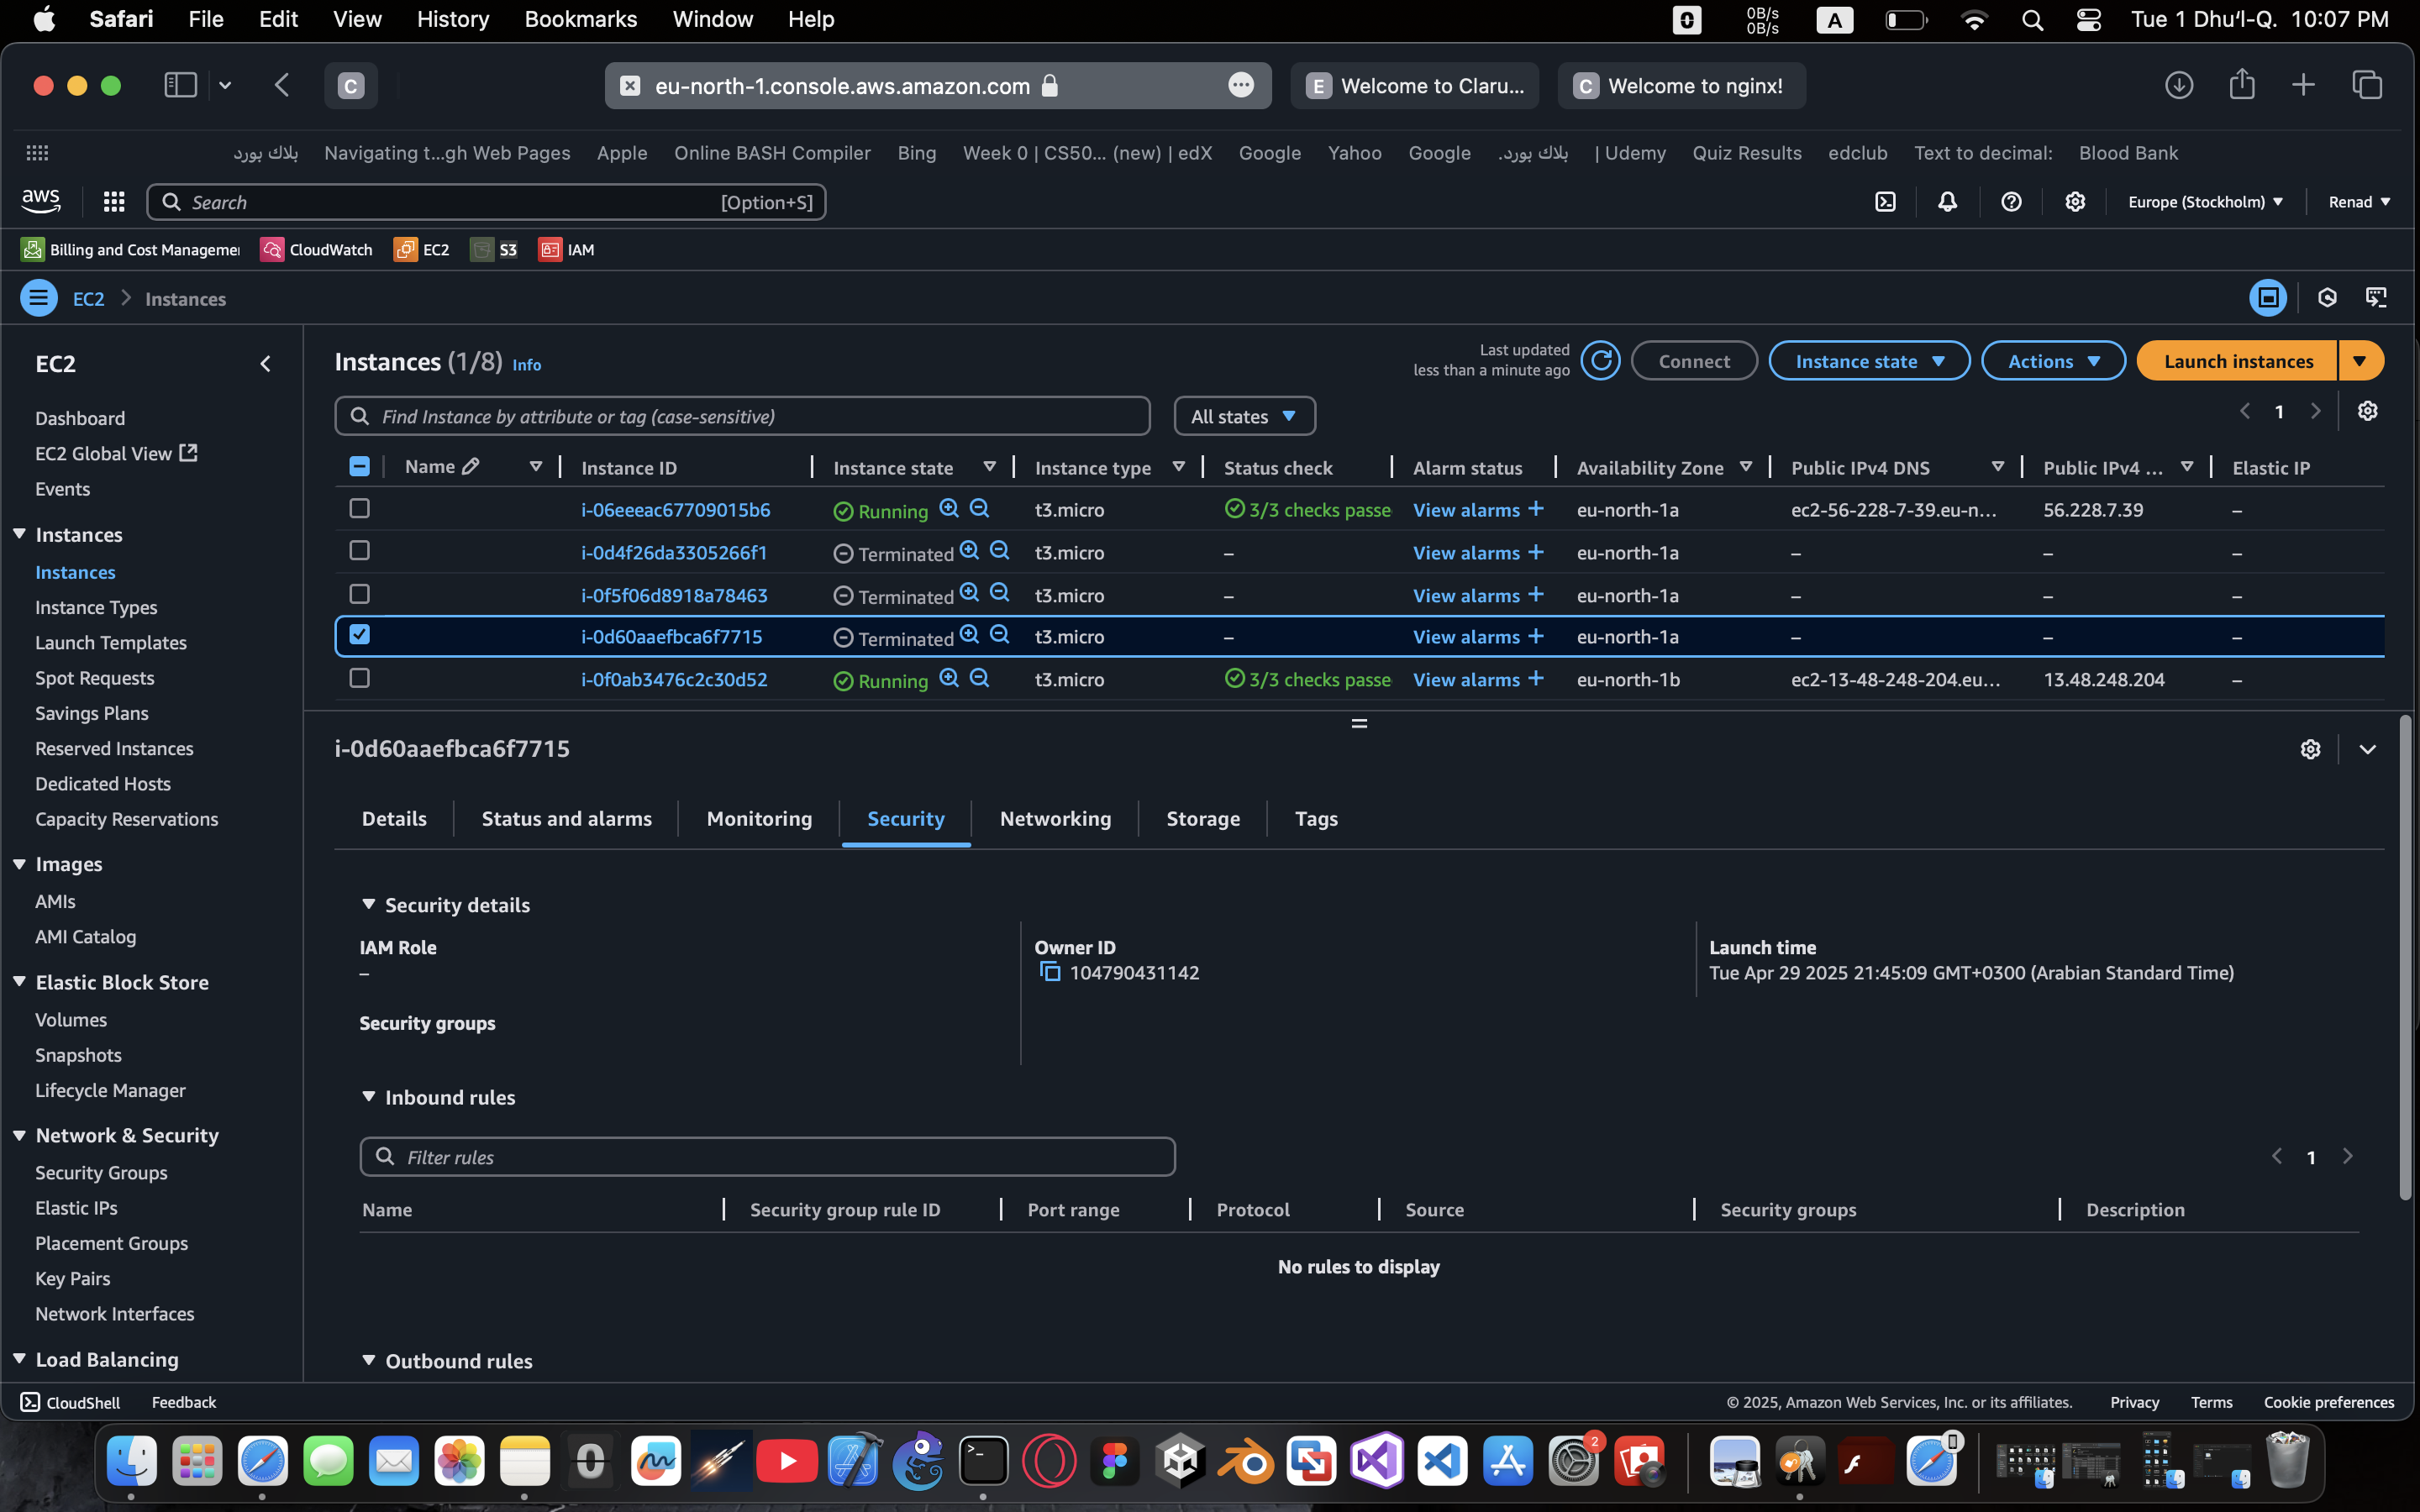 Safari File Edit View History Bookmarks Window Help 0B/s 0B/s A Tue 1 Dhu‘l-Q. 10:07 PM
C eu-north-1.console.aws.amazon.com E Welcome to Claru... C Welcome to nginx!
بلاك بورد Navigating t...gh Web Pages Apple Online BASH Compiler Bing Week 0 | CS50... (new) | edX Google Yahoo Google بلاك بورد. | Udemy Quiz Results edclub Text to decimal: Blood Bank
aws Search [Option+S] Europe (Stockholm) Renad
Billing and Cost Managemer CloudWatch EC2 S3 IAM
EC2 Instances
EC2
Dashboard
EC2 Global View
Events
Instances
Instances
Instance Types
Launch Templates
Spot Requests
Savings Plans
Reserved Instances
Dedicated Hosts
Capacity Reservations
Images
AMIs
AMI Catalog
Elastic Block Store
Volumes
Snapshots
Lifecycle Manager
Network & Security
Security Groups
Elastic IPs
Placement Groups
Key Pairs
Network Interfaces
Load Balancing
Instances (1/8) Info
Last updated
less than a minute ago
Connect Instance state Actions Launch instances
Find Instance by attribute or tag (case-sensitive) All states 1
Name Instance ID Instance state Instance type Status check Alarm status Availability Zone Public IPv4 DNS Public IPv4 ... Elastic IP
i-06eeeac67709015b6 Running t3.micro 3/3 checks passe View alarms + eu-north-1a ec2-56-228-7-39.eu-n... 56.228.7.39 –
i-0d4f26da3305266f1 Terminated t3.micro – View alarms + eu-north-1a – – –
i-0f5f06d8918a78463 Terminated t3.micro – View alarms + eu-north-1a – – –
i-0d60aaefbca6f7715 Terminated t3.micro – View alarms + eu-north-1a – – –
i-0f0ab3476c2c30d52 Running t3.micro 3/3 checks passe View alarms + eu-north-1b ec2-13-48-248-204.eu... 13.48.248.204 –
i-0d60aaefbca6f7715
Details Status and alarms Monitoring Security Networking Storage Tags
Security details
IAM Role
–
Owner ID
104790431142
Launch time
Tue Apr 29 2025 21:45:09 GMT+0300 (Arabian Standard Time)
Security groups
Inbound rules
Filter rules 1
Name Security group rule ID Port range Protocol Source Security groups Description
No rules to display
Outbound rules
CloudShell Feedback © 2025, Amazon Web Services, Inc. or its affiliates. Privacy Terms Cookie preferences
2